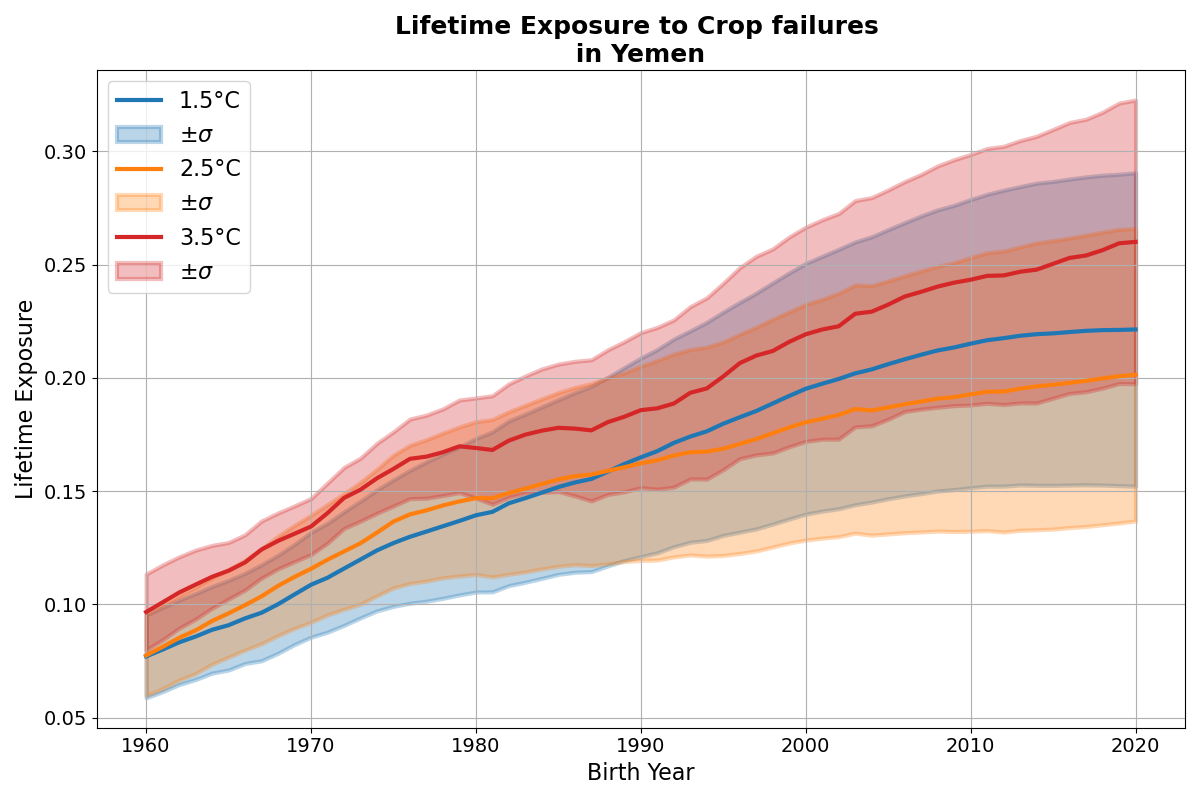 Lifetime Exposure to Crop failures
in Yemen
1.5°C
±σ
2.5°C
±σ
3.5°C
±σ
Lifetime Exposure
0.30
0.25
0.20
0.15
0.10
0.05
1960 1970 1980 1990 2000 2010 2020
Birth Year